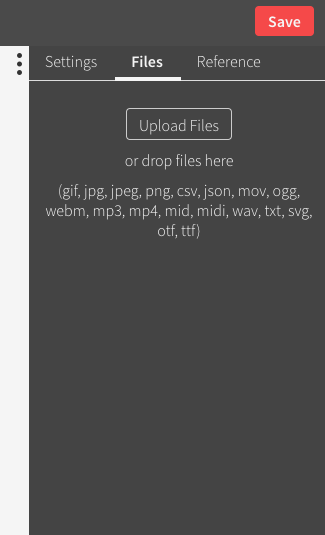 Save
Settings Files Reference
Upload Files
or drop files here
(gif, jpg, jpeg, png, csv, json, mov, ogg,
webm, mp3, mp4, mid, midi, wav, txt, svg,
otf, ttf)